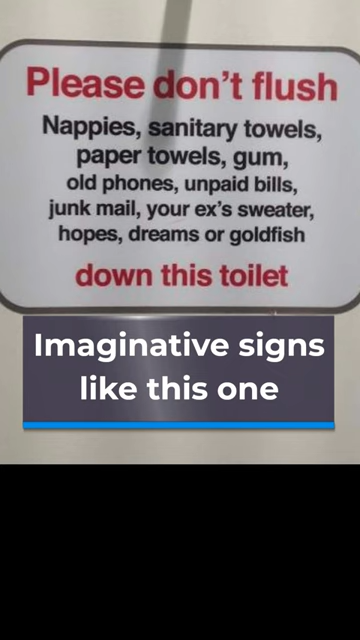 Please don't flush
Nappies, sanitary towels,
paper towels, gum,
old phones, unpaid bills,
junk mail, your ex's sweater,
hopes, dreams or goldfish
down this toilet
Imaginative signs
like this one